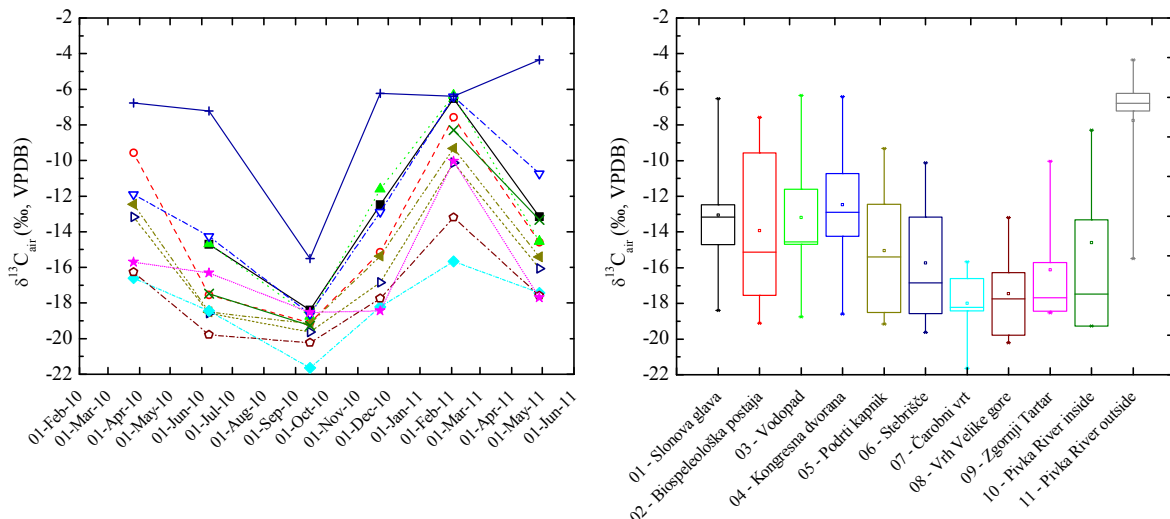 -2
-4
-6
-8
-10
-12
-14
-16
-18
-20
-22
δ¹³C_air (‰, VPDB)
01-Feb-10
01-Mar-10
01-Apr-10
01-May-10
01-Jun-10
01-Jul-10
01-Aug-10
01-Sep-10
01-Oct-10
01-Nov-10
01-Dec-10
01-Jan-11
01-Feb-11
01-Mar-11
01-Apr-11
01-May-11
01-Jun-11
-2
-4
-6
-8
-10
-12
-14
-16
-18
-20
-22
δ¹³C_air (‰, VPDB)
01 - Slonova glava
02 - Biospeleološka postaja
03 - Vodopad
04 - Kongresna dvorana
05 - Podrti kapnik
06 - Stebrišče
07 - Čarobni vrt
08 - Vrh Velike gore
09 - Zgornji Tartar
10 - Pivka River inside
11 - Pivka River outside